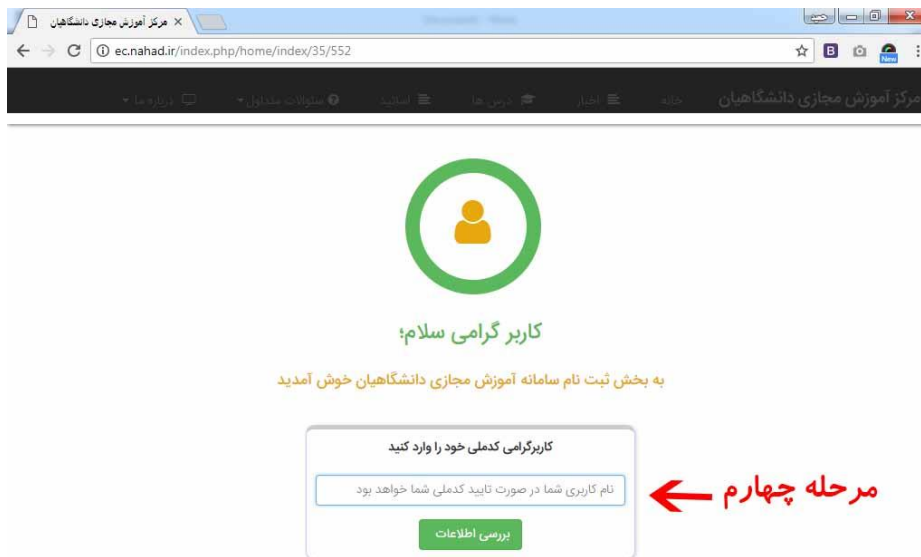 مرکز آموزش مجازی دانشگاهیان
حمید
ec.nahad.ir/index.php/home/index/35/552
New
مرکز آموزش مجازی دانشگاهیان خانه اخبار درس ها اساتید سئوالات متداول درباره ما
کاربر گرامی سلام؛
به بخش ثبت نام سامانه آموزش مجازی دانشگاهیان خوش آمدید
کاربرگرامی کدملی خود را وارد کنید
نام کاربری شما در صورت تایید کدملی شما خواهد بود
مرحله چهارم
بررسی اطلاعات